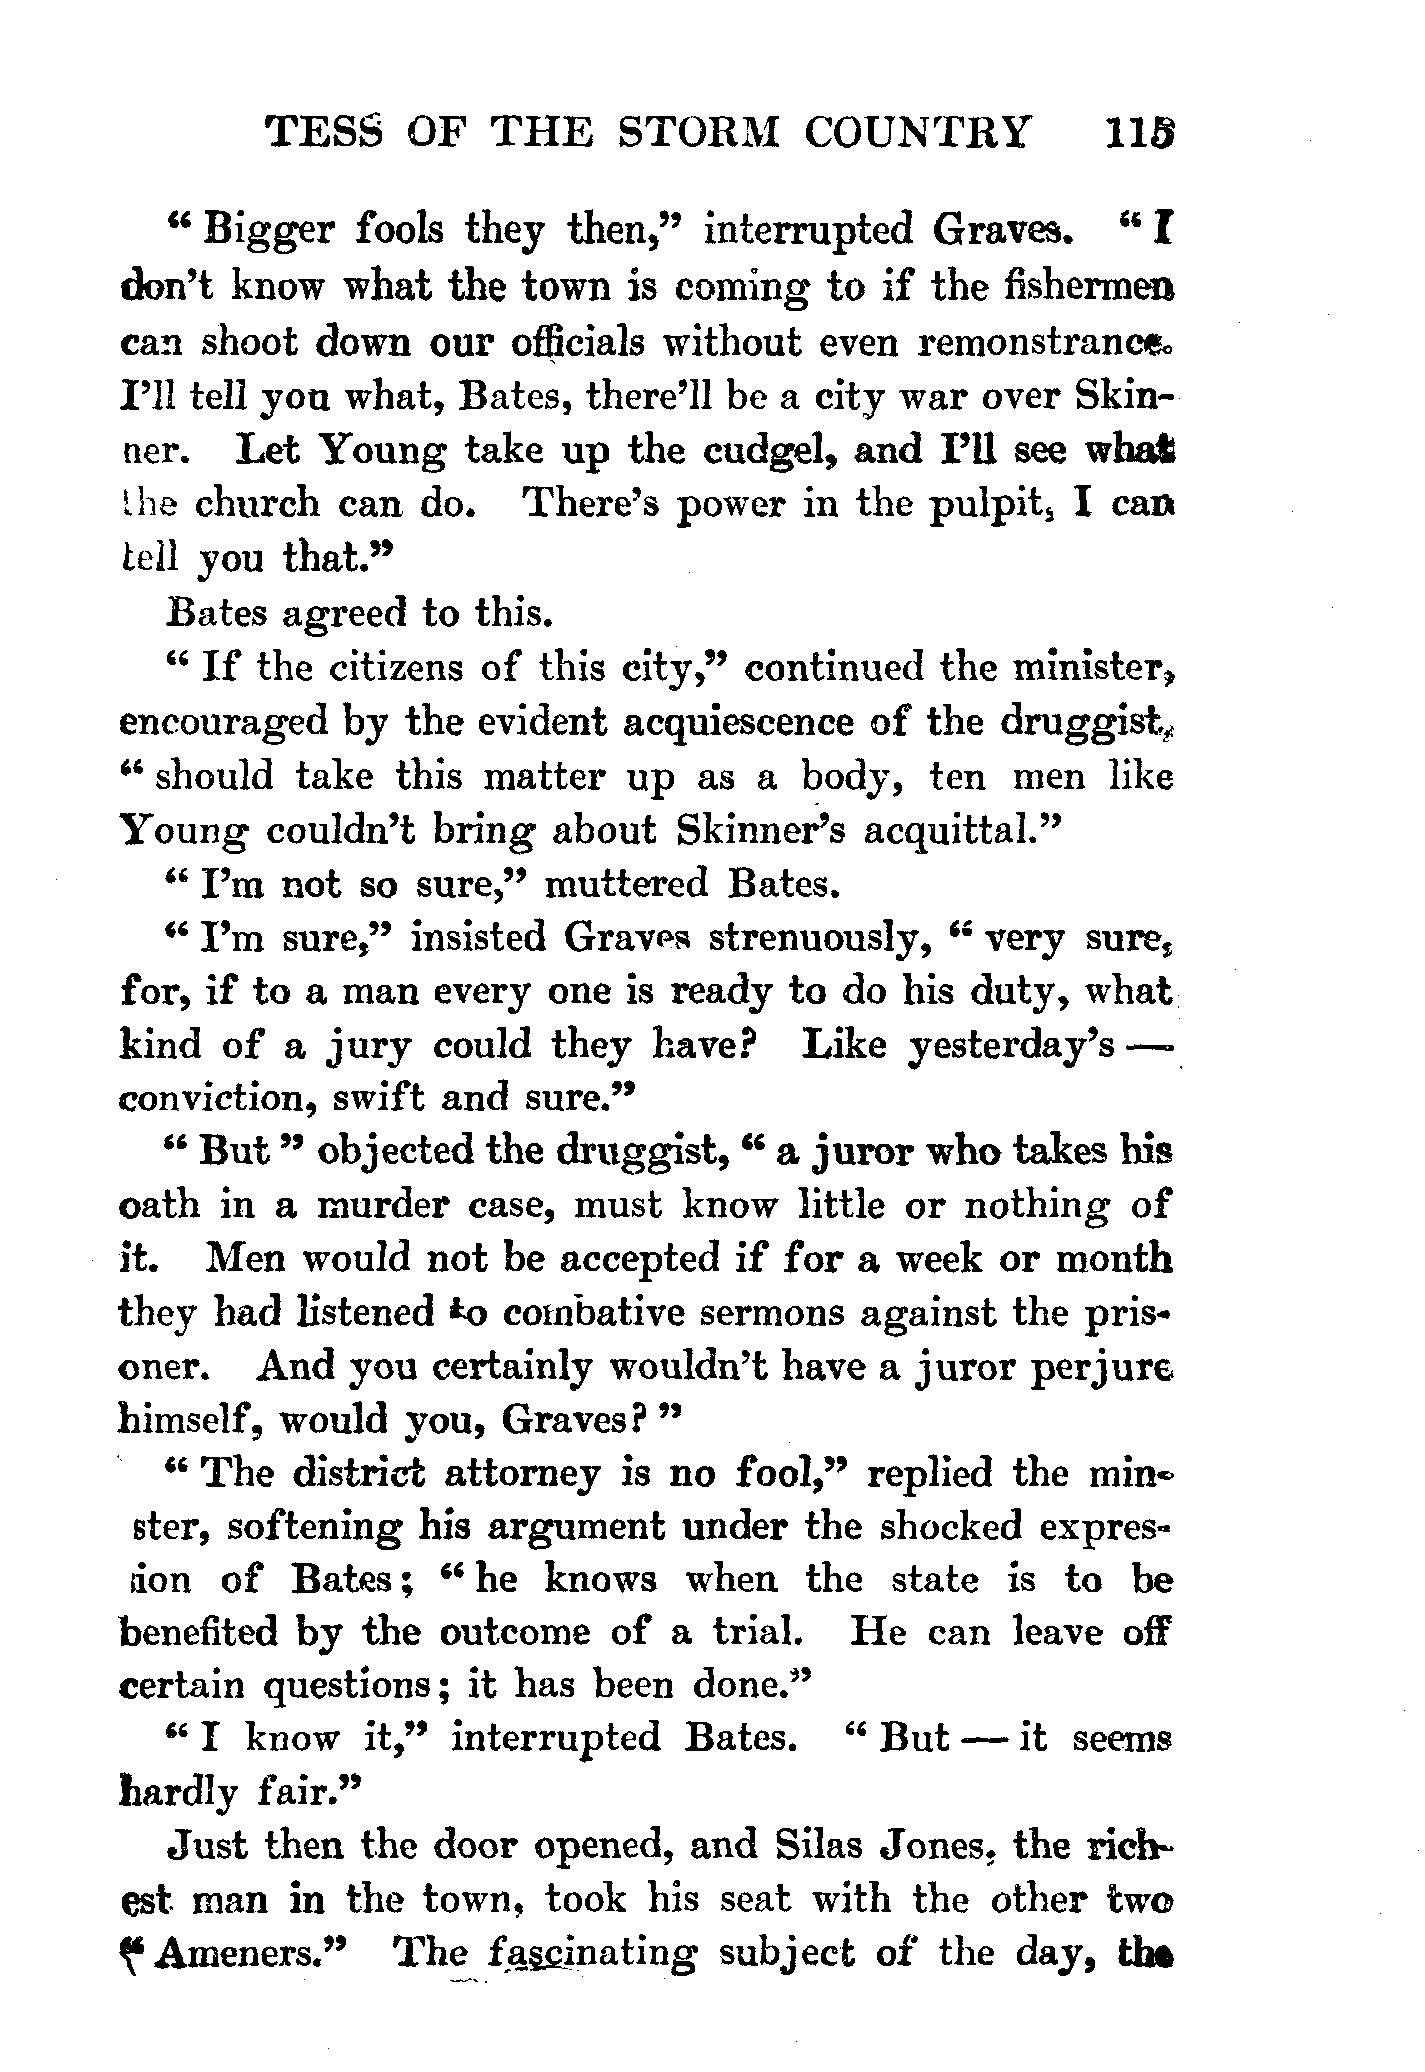 TESS OF THE STORM COUNTRY 115
“ Bigger fools they then,” interrupted Graves. “ I
don’t know what the town is coming to if the fishermen
can shoot down our officials without even remonstrance.
I’ll tell you what, Bates, there’ll be a city war over Skin-
ner. Let Young take up the cudgel, and I’ll see what
the church can do. There’s power in the pulpit, I can
tell you that.”
Bates agreed to this.
“ If the citizens of this city,” continued the minister,
encouraged by the evident acquiescence of the druggist,
“ should take this matter up as a body, ten men like
Young couldn’t bring about Skinner’s acquittal.”
“ I’m not so sure,” muttered Bates.
“ I’m sure,” insisted Graves strenuously, “ very sure,
for, if to a man every one is ready to do his duty, what
kind of a jury could they have? Like yesterday’s —
conviction, swift and sure.”
“ But ” objected the druggist, “ a juror who takes his
oath in a murder case, must know little or nothing of
it. Men would not be accepted if for a week or month
they had listened to combative sermons against the pris-
oner. And you certainly wouldn’t have a juror perjure
himself, would you, Graves? ”
“ The district attorney is no fool,” replied the min-
ster, softening his argument under the shocked expres-
sion of Bates; “ he knows when the state is to be
benefited by the outcome of a trial. He can leave off
certain questions; it has been done.”
“ I know it,” interrupted Bates. “ But — it seems
hardly fair.”
Just then the door opened, and Silas Jones, the rich-
est man in the town, took his seat with the other two
“ Ameners.” The fascinating subject of the day, the